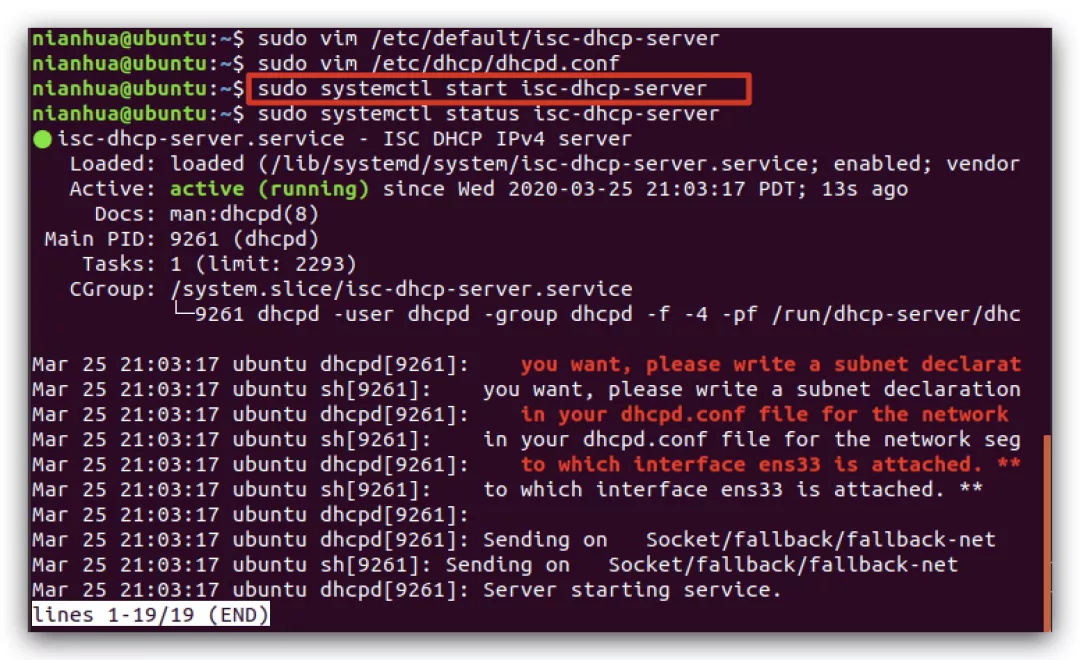 nianhua@ubuntu:~$ sudo vim /etc/default/isc-dhcp-server
nianhua@ubuntu:~$ sudo vim /etc/dhcp/dhcpd.conf
nianhua@ubuntu:~$ sudo systemctl start isc-dhcp-server
nianhua@ubuntu:~$ sudo systemctl status isc-dhcp-server
●isc-dhcp-server.service - ISC DHCP IPv4 server
   Loaded: loaded (/lib/systemd/system/isc-dhcp-server.service; enabled; vendor
   Active: active (running) since Wed 2020-03-25 21:03:17 PDT; 13s ago
     Docs: man:dhcpd(8)
 Main PID: 9261 (dhcpd)
    Tasks: 1 (limit: 2293)
   CGroup: /system.slice/isc-dhcp-server.service
           └─9261 dhcpd -user dhcpd -group dhcpd -f -4 -pf /run/dhcp-server/dhc
Mar 25 21:03:17 ubuntu dhcpd[9261]:    you want, please write a subnet declarat
Mar 25 21:03:17 ubuntu sh[9261]:    you want, please write a subnet declaration
Mar 25 21:03:17 ubuntu dhcpd[9261]:    in your dhcpd.conf file for the network
Mar 25 21:03:17 ubuntu sh[9261]:    in your dhcpd.conf file for the network seg
Mar 25 21:03:17 ubuntu dhcpd[9261]:    to which interface ens33 is attached. **
Mar 25 21:03:17 ubuntu sh[9261]:    to which interface ens33 is attached. **
Mar 25 21:03:17 ubuntu dhcpd[9261]:
Mar 25 21:03:17 ubuntu dhcpd[9261]: Sending on   Socket/fallback/fallback-net
Mar 25 21:03:17 ubuntu sh[9261]: Sending on   Socket/fallback/fallback-net
Mar 25 21:03:17 ubuntu dhcpd[9261]: Server starting service.
lines 1-19/19 (END)